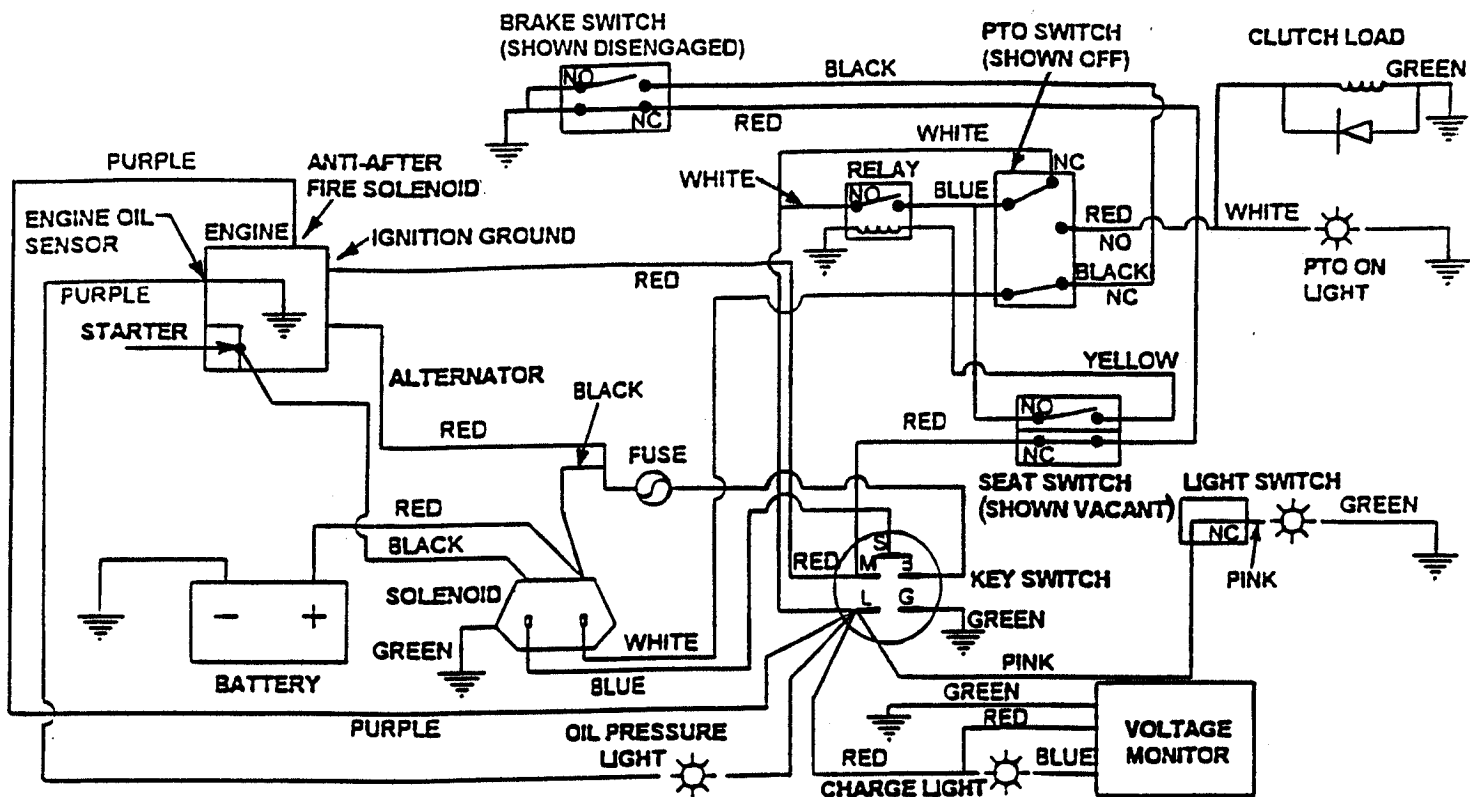 BRAKE SWITCH
(SHOWN DISENGAGED)
PTO SWITCH
(SHOWN OFF)
CLUTCH LOAD
GREEN
NO
BLACK
NC
RED
WHITE
PURPLE
ANTI-AFTER
FIRE SOLENOID
WHITE
RELAY
NO
BLUE
NC
ENGINE OIL
SENSOR
ENGINE
IGNITION GROUND
RED
NO
WHITE
RED
BLACK
NC
PTO ON
LIGHT
PURPLE
STARTER
ALTERNATOR
BLACK
YELLOW
NO
RED
RED
NC
FUSE
SEAT SWITCH
(SHOWN VACANT)
LIGHT SWITCH
NC
GREEN
RED
BLACK
S
RED
M
B
KEY SWITCH
PINK
- +
SOLENOID
L
G
GREEN
GREEN
WHITE
PINK
BATTERY
BLUE
GREEN
PURPLE
OIL PRESSURE
LIGHT
RED
VOLTAGE
MONITOR
RED
BLUE
CHARGE LIGHT